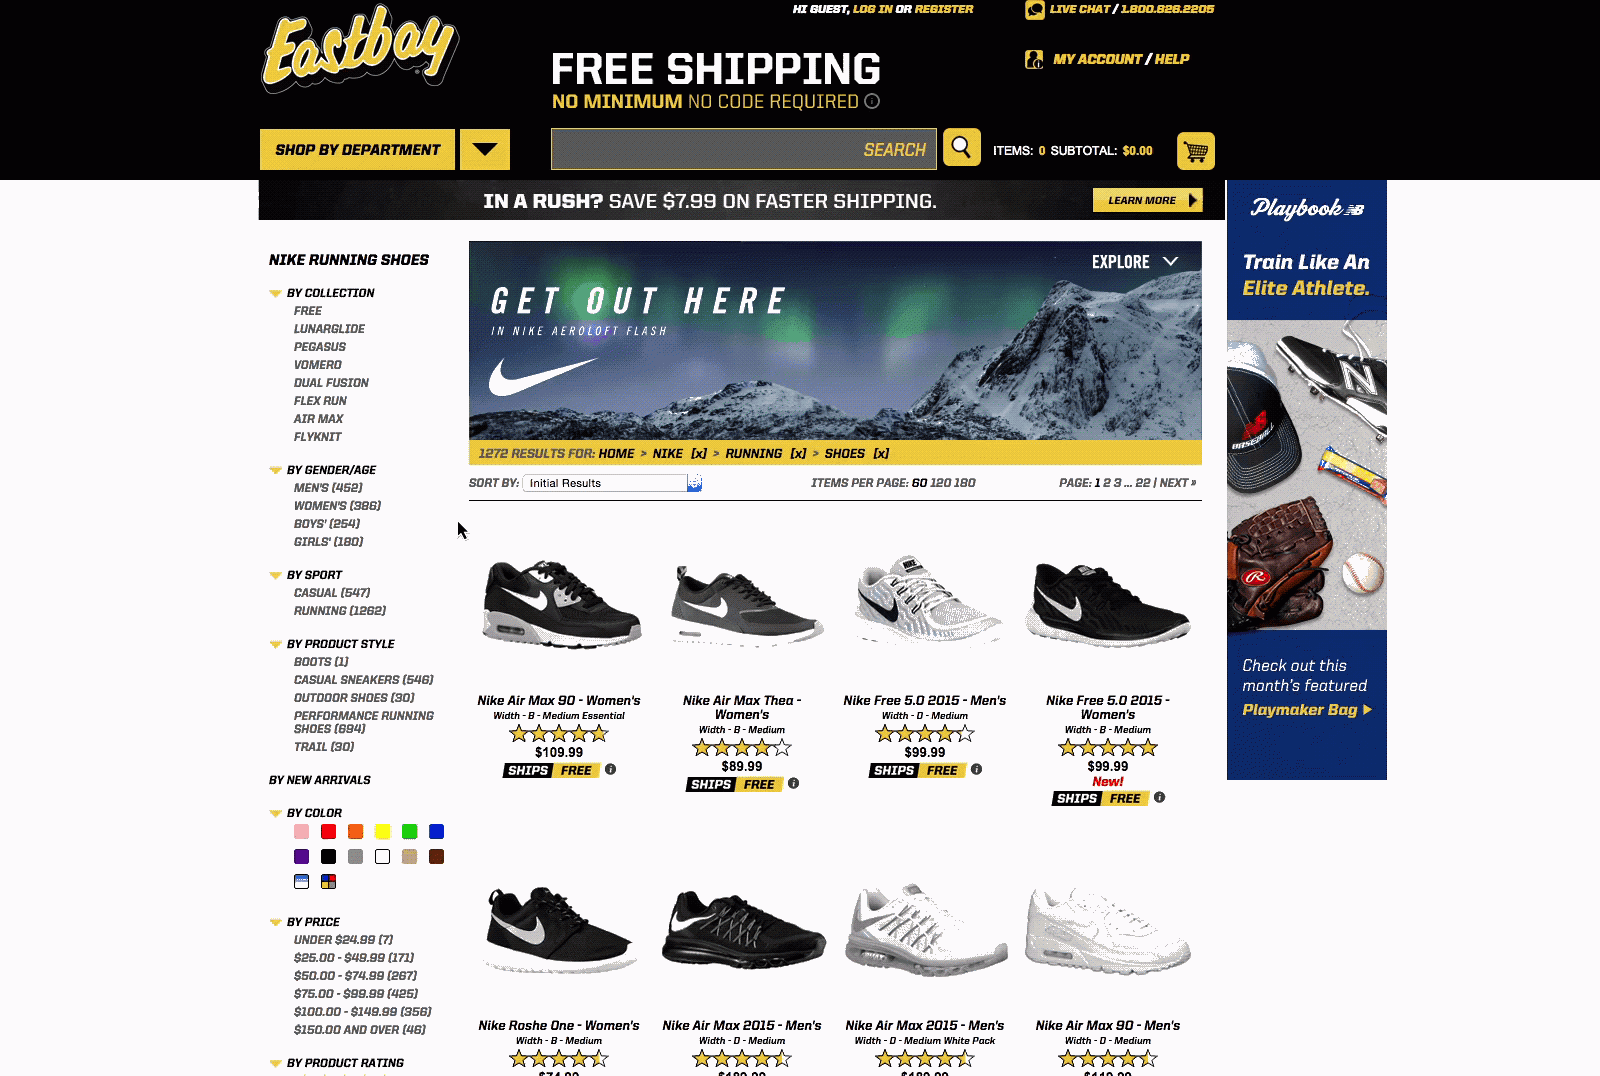 Eastbay
HI GUEST, LOG IN OR REGISTER
LIVE CHAT / 1.800.826.2205
FREE SHIPPING
NO MINIMUM NO CODE REQUIRED
MY ACCOUNT / HELP
SHOP BY DEPARTMENT
SEARCH
ITEMS: 0 SUBTOTAL: $0.00
IN A RUSH? SAVE $7.99 ON FASTER SHIPPING.
LEARN MORE
NIKE RUNNING SHOES
BY COLLECTION
FREE
LUNARGLIDE
PEGASUS
VOMERO
DUAL FUSION
FLEX RUN
AIR MAX
FLYKNIT
BY GENDER/AGE
MEN'S (452)
WOMEN'S (386)
BOYS' (254)
GIRLS' (180)
BY SPORT
CASUAL (547)
RUNNING (1262)
BY PRODUCT STYLE
BOOTS (1)
CASUAL SNEAKERS (546)
OUTDOOR SHOES (30)
PERFORMANCE RUNNING
SHOES (694)
TRAIL (30)
BY NEW ARRIVALS
BY COLOR
BY PRICE
UNDER $24.99 (7)
$25.00 - $49.99 (171)
$50.00 - $74.99 (267)
$75.00 - $99.99 (425)
$100.00 - $149.99 (356)
$150.00 AND OVER (46)
BY PRODUCT RATING
EXPLORE
GET OUT HERE
IN NIKE AEROLOFT FLASH
1272 RESULTS FOR: HOME > NIKE [x] > RUNNING [x] > SHOES [x]
SORT BY: Initial Results
ITEMS PER PAGE: 60 120 180
PAGE: 1 2 3 ... 22 | NEXT »
Nike Air Max 90 - Women's
Width - B - Medium Essential
$109.99
SHIPS FREE
Nike Air Max Thea -
Women's
Width - B - Medium
$89.99
SHIPS FREE
Nike Free 5.0 2015 - Men's
Width - D - Medium
$99.99
SHIPS FREE
Nike Free 5.0 2015 -
Women's
Width - B - Medium
$99.99
New!
SHIPS FREE
Nike Roshe One - Women's
Width - B - Medium
Nike Air Max 2015 - Men's
Width - D - Medium
Nike Air Max 2015 - Men's
Width - D - Medium White Pack
Nike Air Max 90 - Men's
Width - D - Medium
Playbook NB
Train Like An
Elite Athlete.
BASEBALL
R
Check out this
month's featured
Playmaker Bag